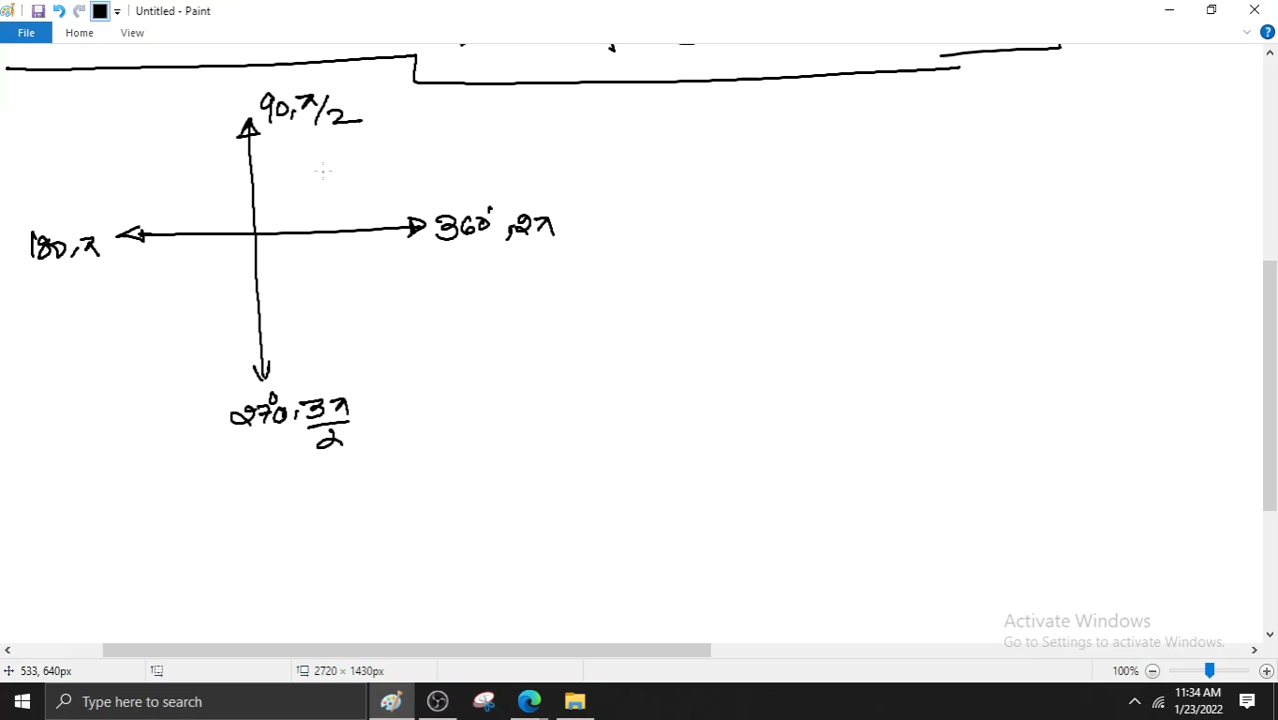 Untitled - Paint
File Home View
90, π/2
360°, 2π
180, π
270°, 3π
2
Activate Windows
Go to Settings to activate Windows.
533, 640px
2720 × 1430px
100%
Type here to search
11:34 AM
1/23/2022